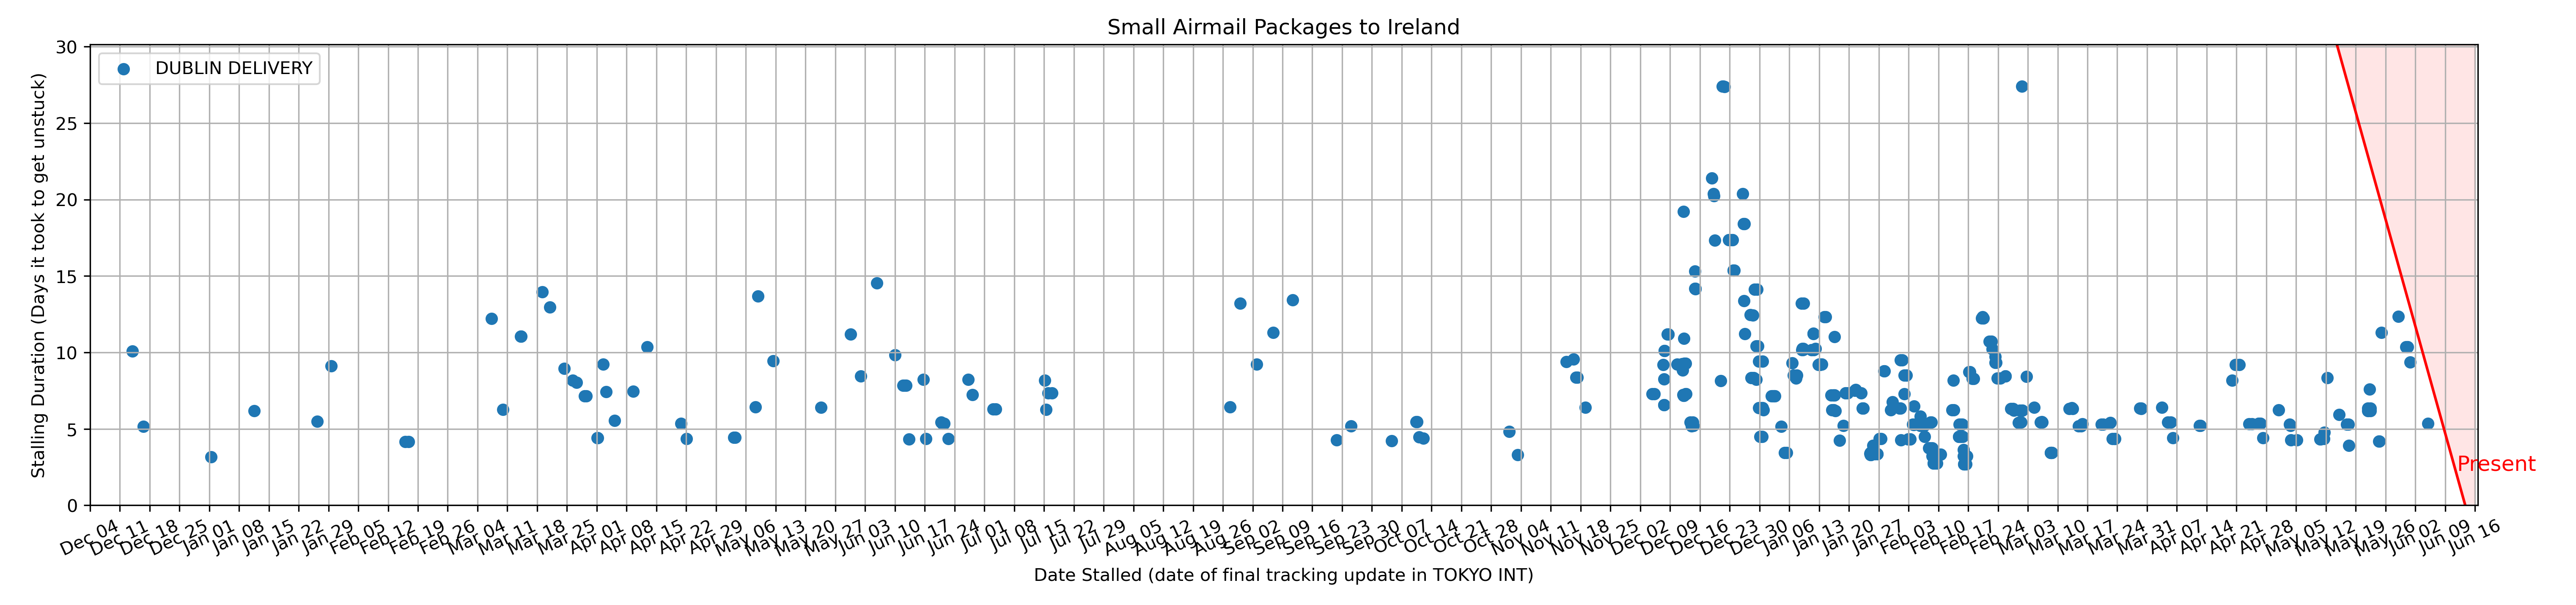 Small Airmail Packages to Ireland
DUBLIN DELIVERY
Stalling Duration (Days it took to get unstuck)
30
25
20
15
10
5
0
Present
Dec 04
Dec 11
Dec 18
Dec 25
Jan 01
Jan 08
Jan 15
Jan 22
Jan 29
Feb 05
Feb 12
Feb 19
Feb 26
Mar 04
Mar 11
Mar 18
Mar 25
Apr 01
Apr 08
Apr 15
Apr 22
Apr 29
May 06
May 13
May 20
May 27
Jun 03
Jun 10
Jun 17
Jun 24
Jul 01
Jul 08
Jul 15
Jul 22
Jul 29
Aug 05
Aug 12
Aug 19
Aug 26
Sep 02
Sep 09
Sep 16
Sep 23
Sep 30
Oct 07
Oct 14
Oct 21
Oct 28
Nov 04
Nov 11
Nov 18
Nov 25
Dec 02
Dec 09
Dec 16
Dec 23
Dec 30
Jan 06
Jan 13
Jan 20
Jan 27
Feb 03
Feb 10
Feb 17
Feb 24
Mar 03
Mar 10
Mar 17
Mar 24
Mar 31
Apr 07
Apr 14
Apr 21
Apr 28
May 05
May 12
May 19
May 26
Jun 02
Jun 09
Jun 16
Date Stalled (date of final tracking update in TOKYO INT)